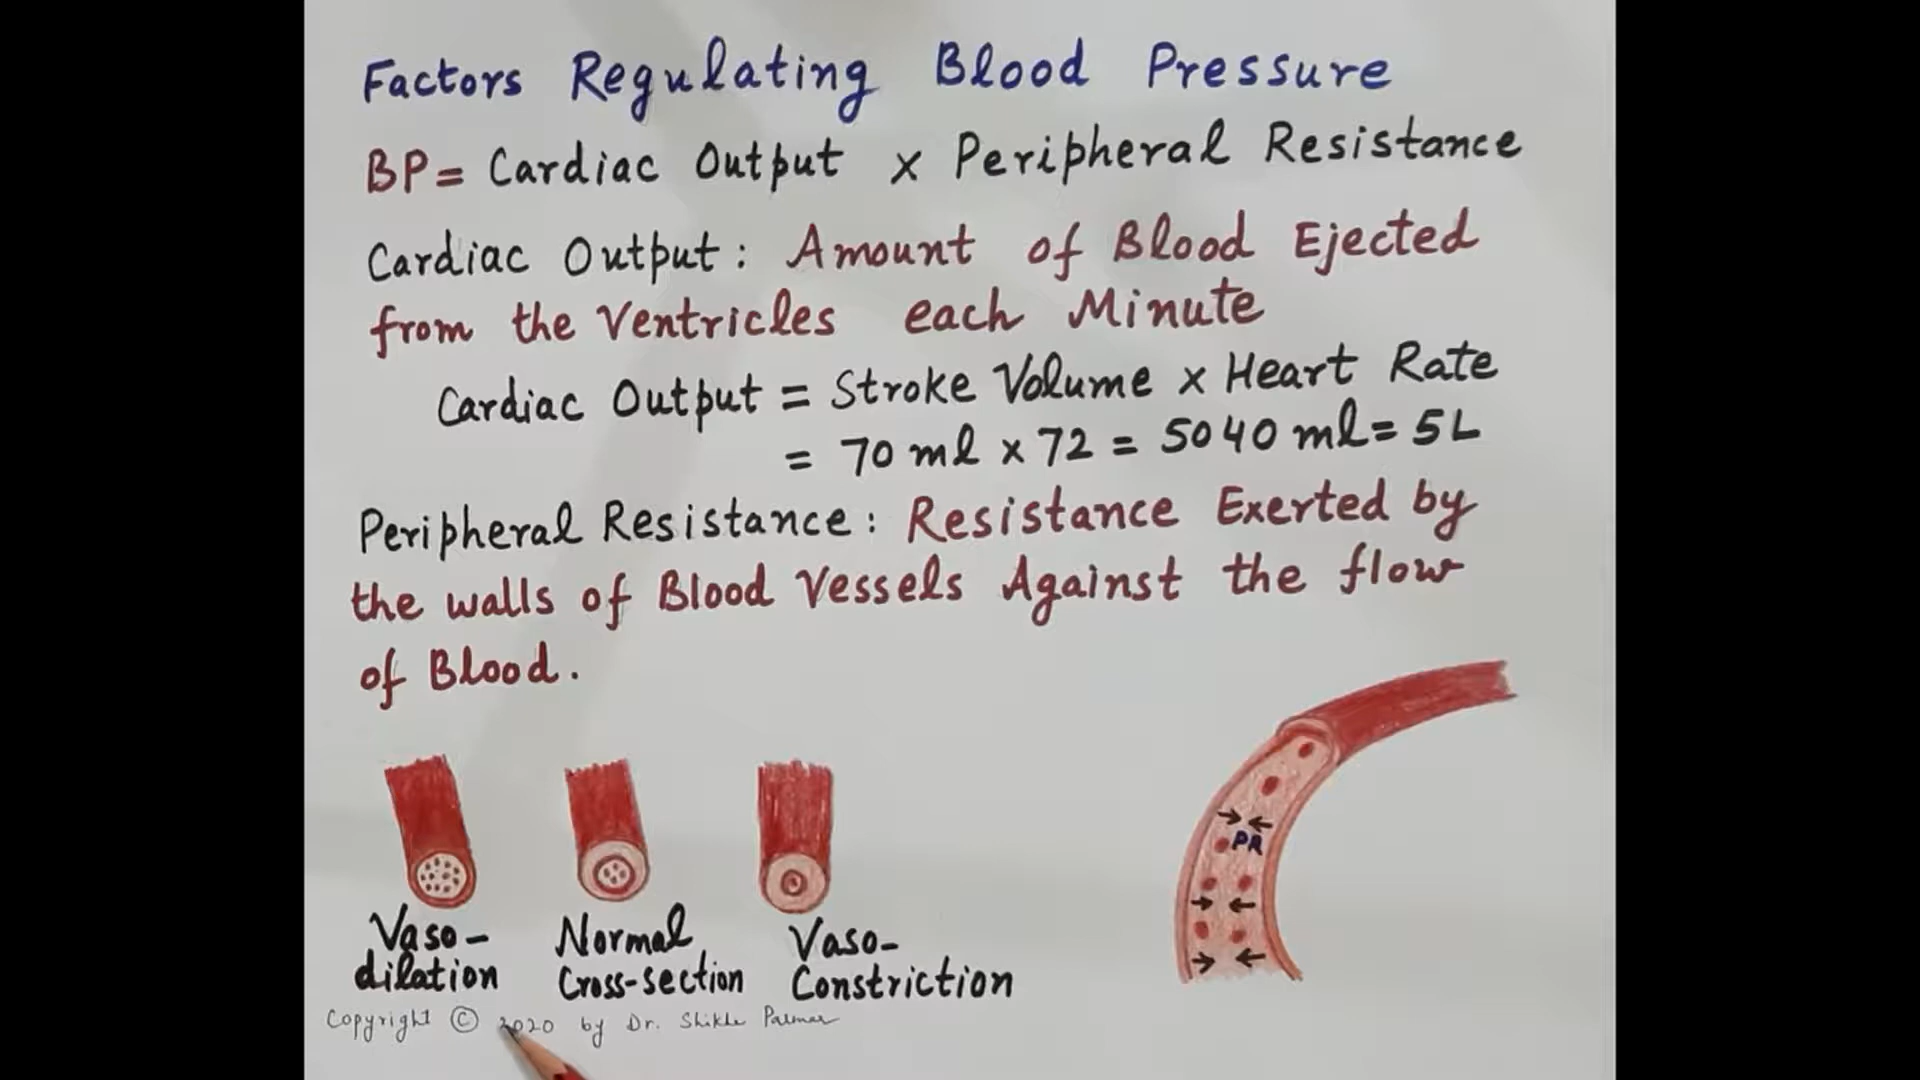 Factors Regulating Blood Pressure
BP = Cardiac Output x Peripheral Resistance
Cardiac Output: Amount of Blood Ejected
from the Ventricles each Minute
Cardiac Output = Stroke Volume x Heart Rate
= 70 ml x 72 = 5040 ml = 5L
Peripheral Resistance: Resistance Exerted by
the walls of Blood Vessels Against the flow
of Blood.
PR
Vaso-
dilation
Normal
Cross-section
Vaso-
Constriction
Copyright © 2020 by Dr.